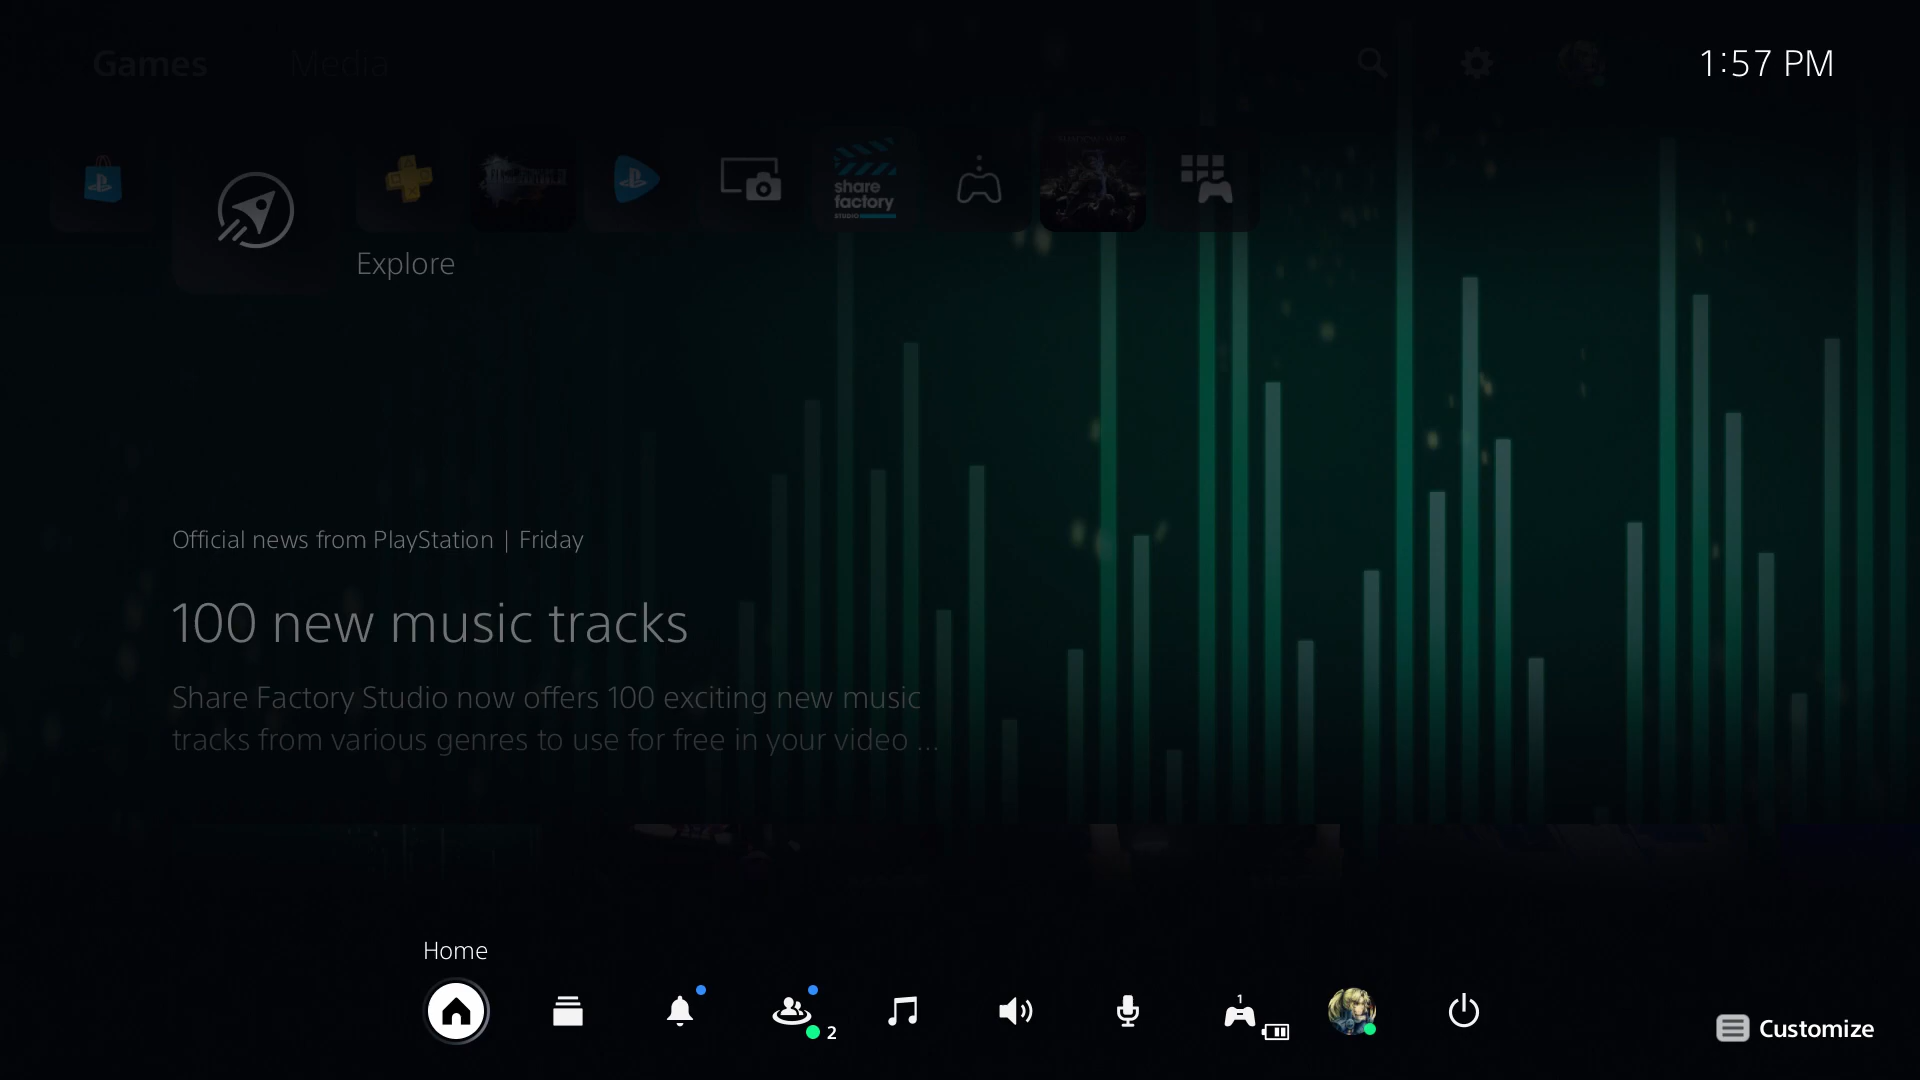 Games Media 1:57 PM
share
factory
STUDIO
Explore
Official news from PlayStation | Friday
100 new music tracks
Share Factory Studio now offers 100 exciting new music
tracks from various genres to use for free in your video ...
Home
2
1
Customize